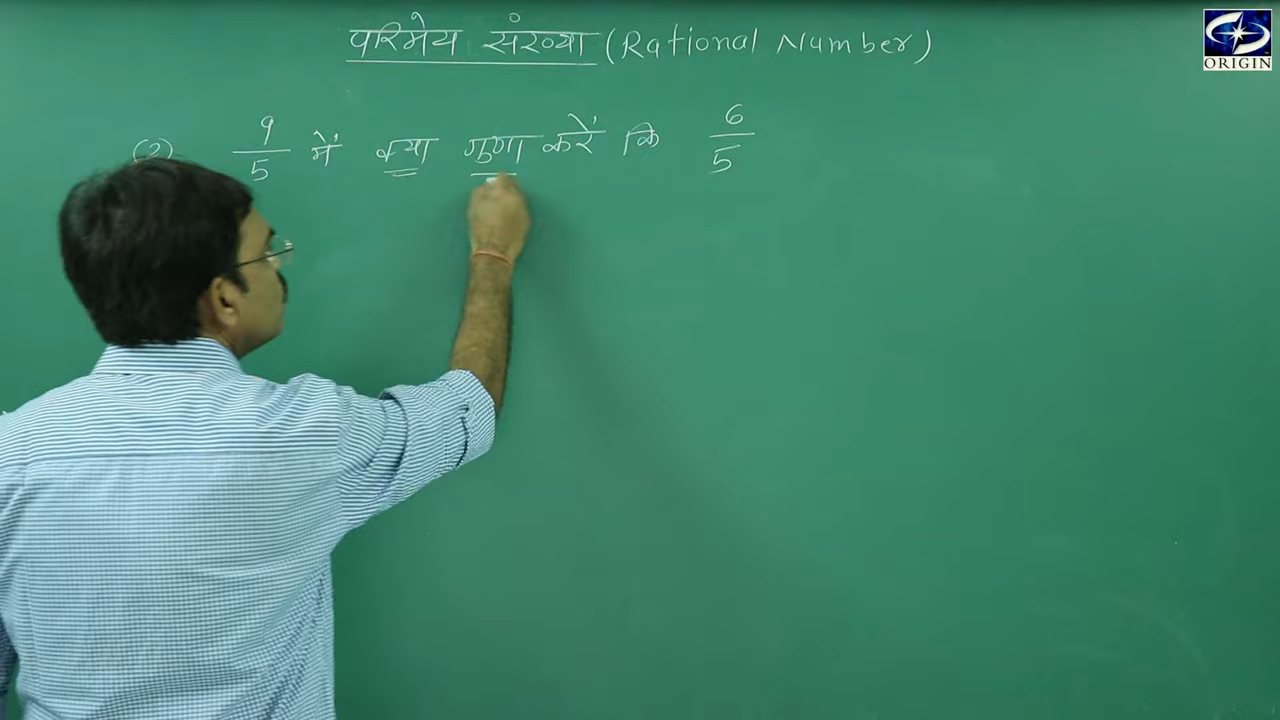 परिमेय संख्या (Rational Number)
(2) 9/5 में क्या गुणा करें कि 6/5
ORIGIN